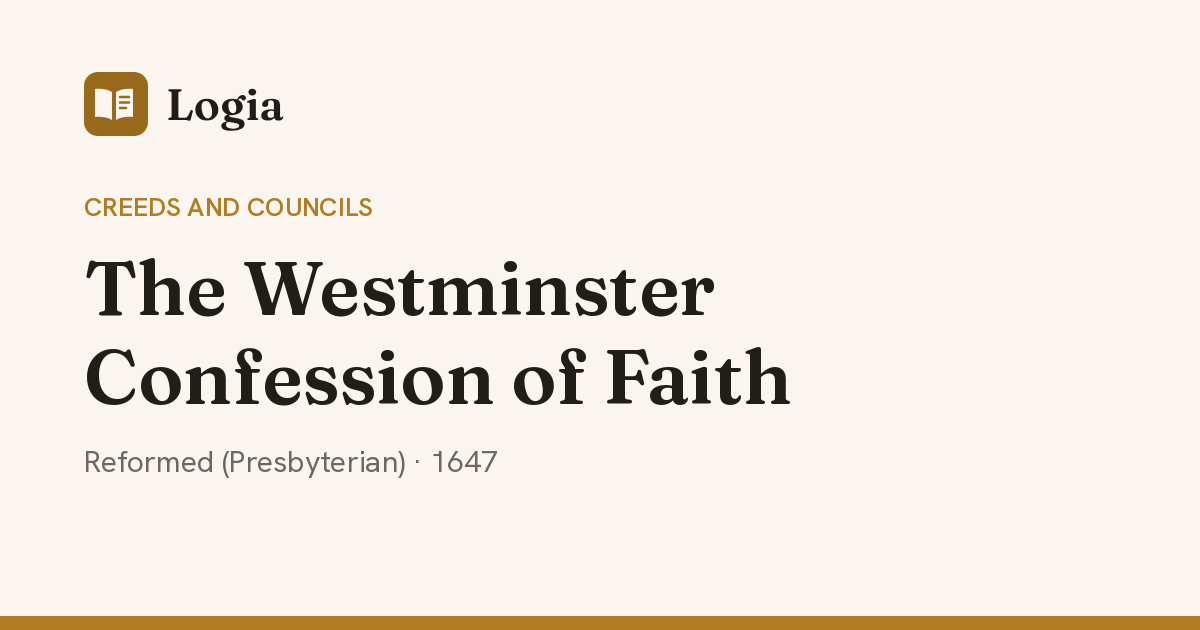 Logia
CREEDS AND COUNCILS
The Westminster
Confession of Faith
Reformed (Presbyterian) · 1647